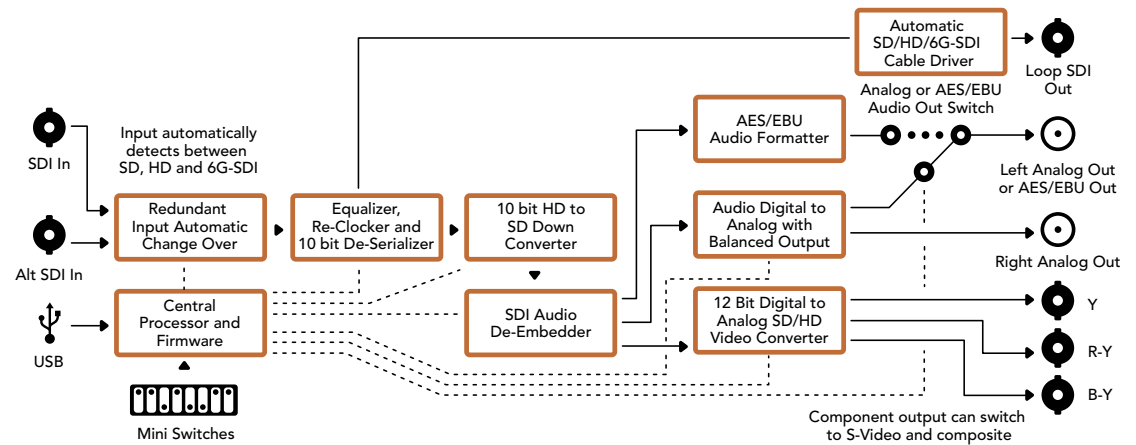 Automatic
SD/HD/6G-SDI
Cable Driver
Loop SDI
Out
Analog or AES/EBU
Audio Out Switch
AES/EBU
Audio Formatter
Input automatically
detects between
SD, HD and 6G-SDI
SDI In
Left Analog Out
or AES/EBU Out
Redundant
Input Automatic
Change Over
Equalizer,
Re-Clocker and
10 bit De-Serializer
10 bit HD to
SD Down
Converter
Audio Digital to
Analog with
Balanced Output
Alt SDI In
Right Analog Out
Central
Processor and
Firmware
SDI Audio
De-Embedder
12 Bit Digital to
Analog SD/HD
Video Converter
Y
USB
R-Y
B-Y
Mini Switches
Component output can switch
to S-Video and composite